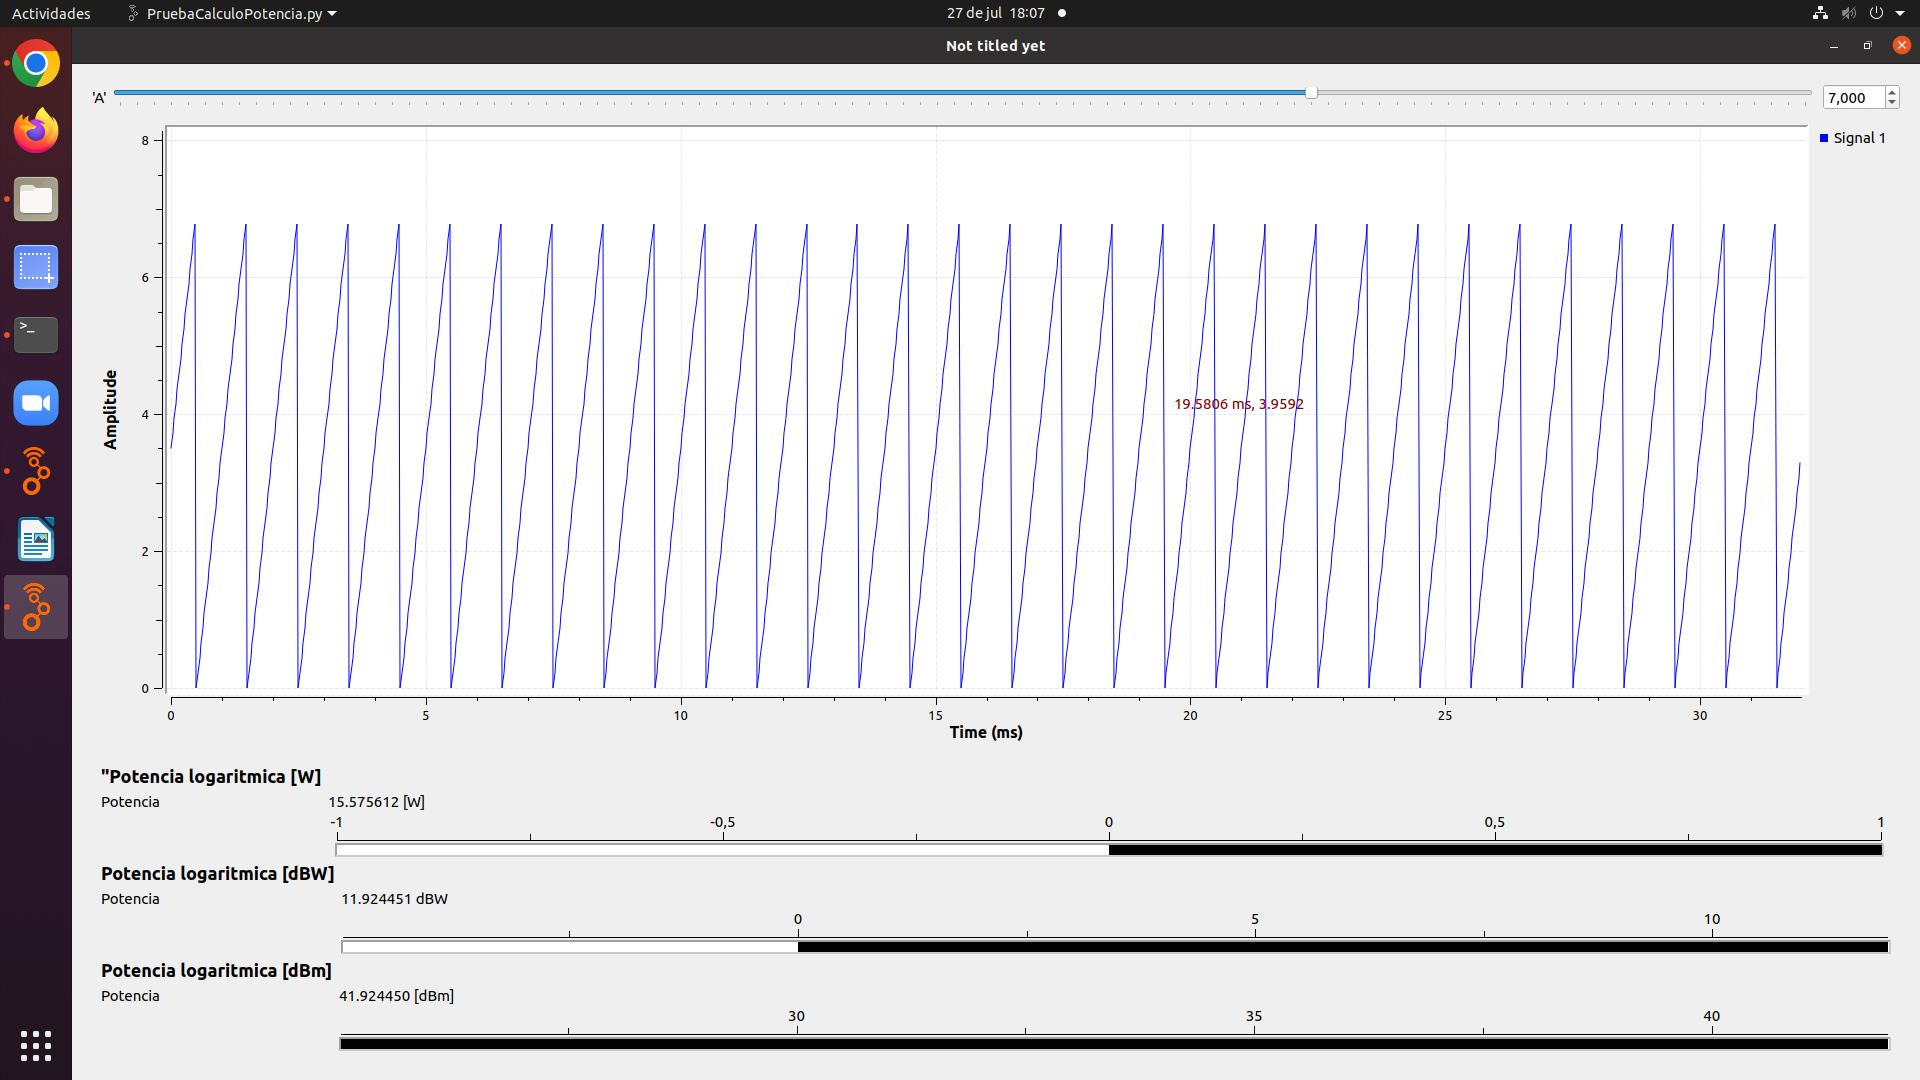 Actividades PruebaCalculoPotencia.py 27 de jul 18:07
Not titled yet
'A' 7,000
Signal 1
8
6
4
2
0
Amplitude
19.5806 ms, 3.9592
0 5 10 15 20 25 30
Time (ms)
"Potencia logaritmica [W]
Potencia 15.575612 [W]
-1 -0,5 0 0,5 1
Potencia logaritmica [dBW]
Potencia 11.924451 dBW
0 5 10
Potencia logaritmica [dBm]
Potencia 41.924450 [dBm]
30 35 40